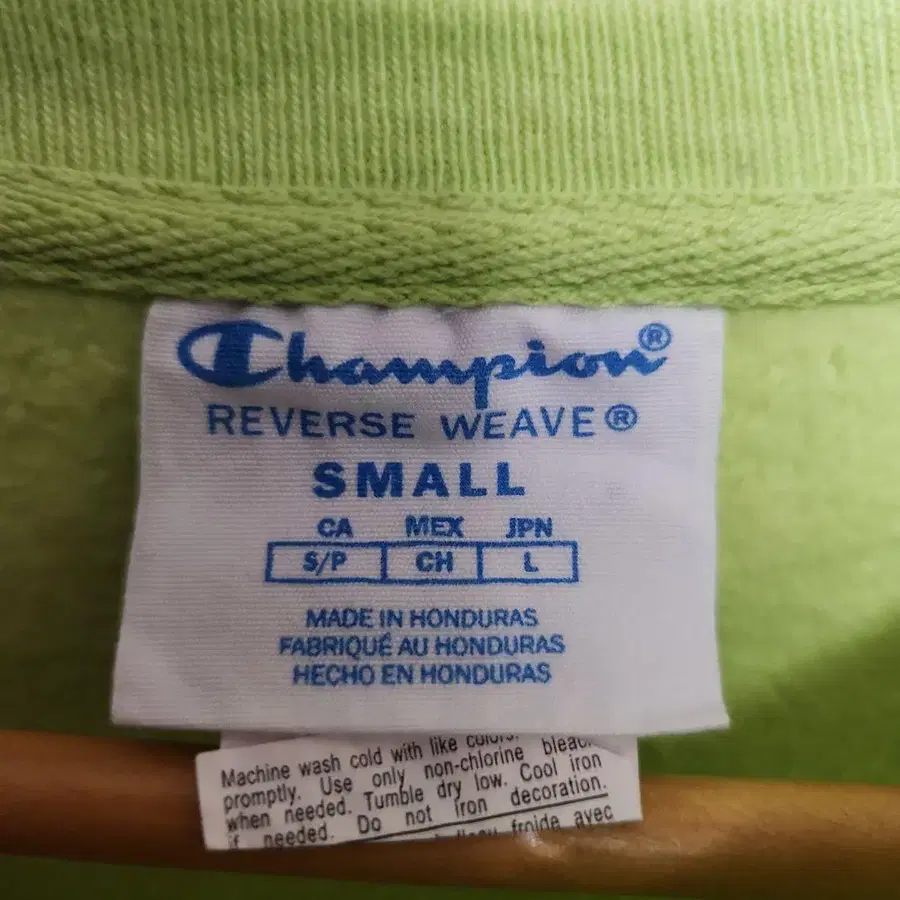 Champion®
REVERSE WEAVE®
SMALL
CA MEX JPN
S/P CH L
MADE IN HONDURAS
FABRIQUÉ AU HONDURAS
HECHO EN HONDURAS
Machine wash cold with like colors.
promptly. Use only non-chlorine bleach
when needed. Tumble dry low. Cool iron
if needed. Do not iron decoration.
froide avec